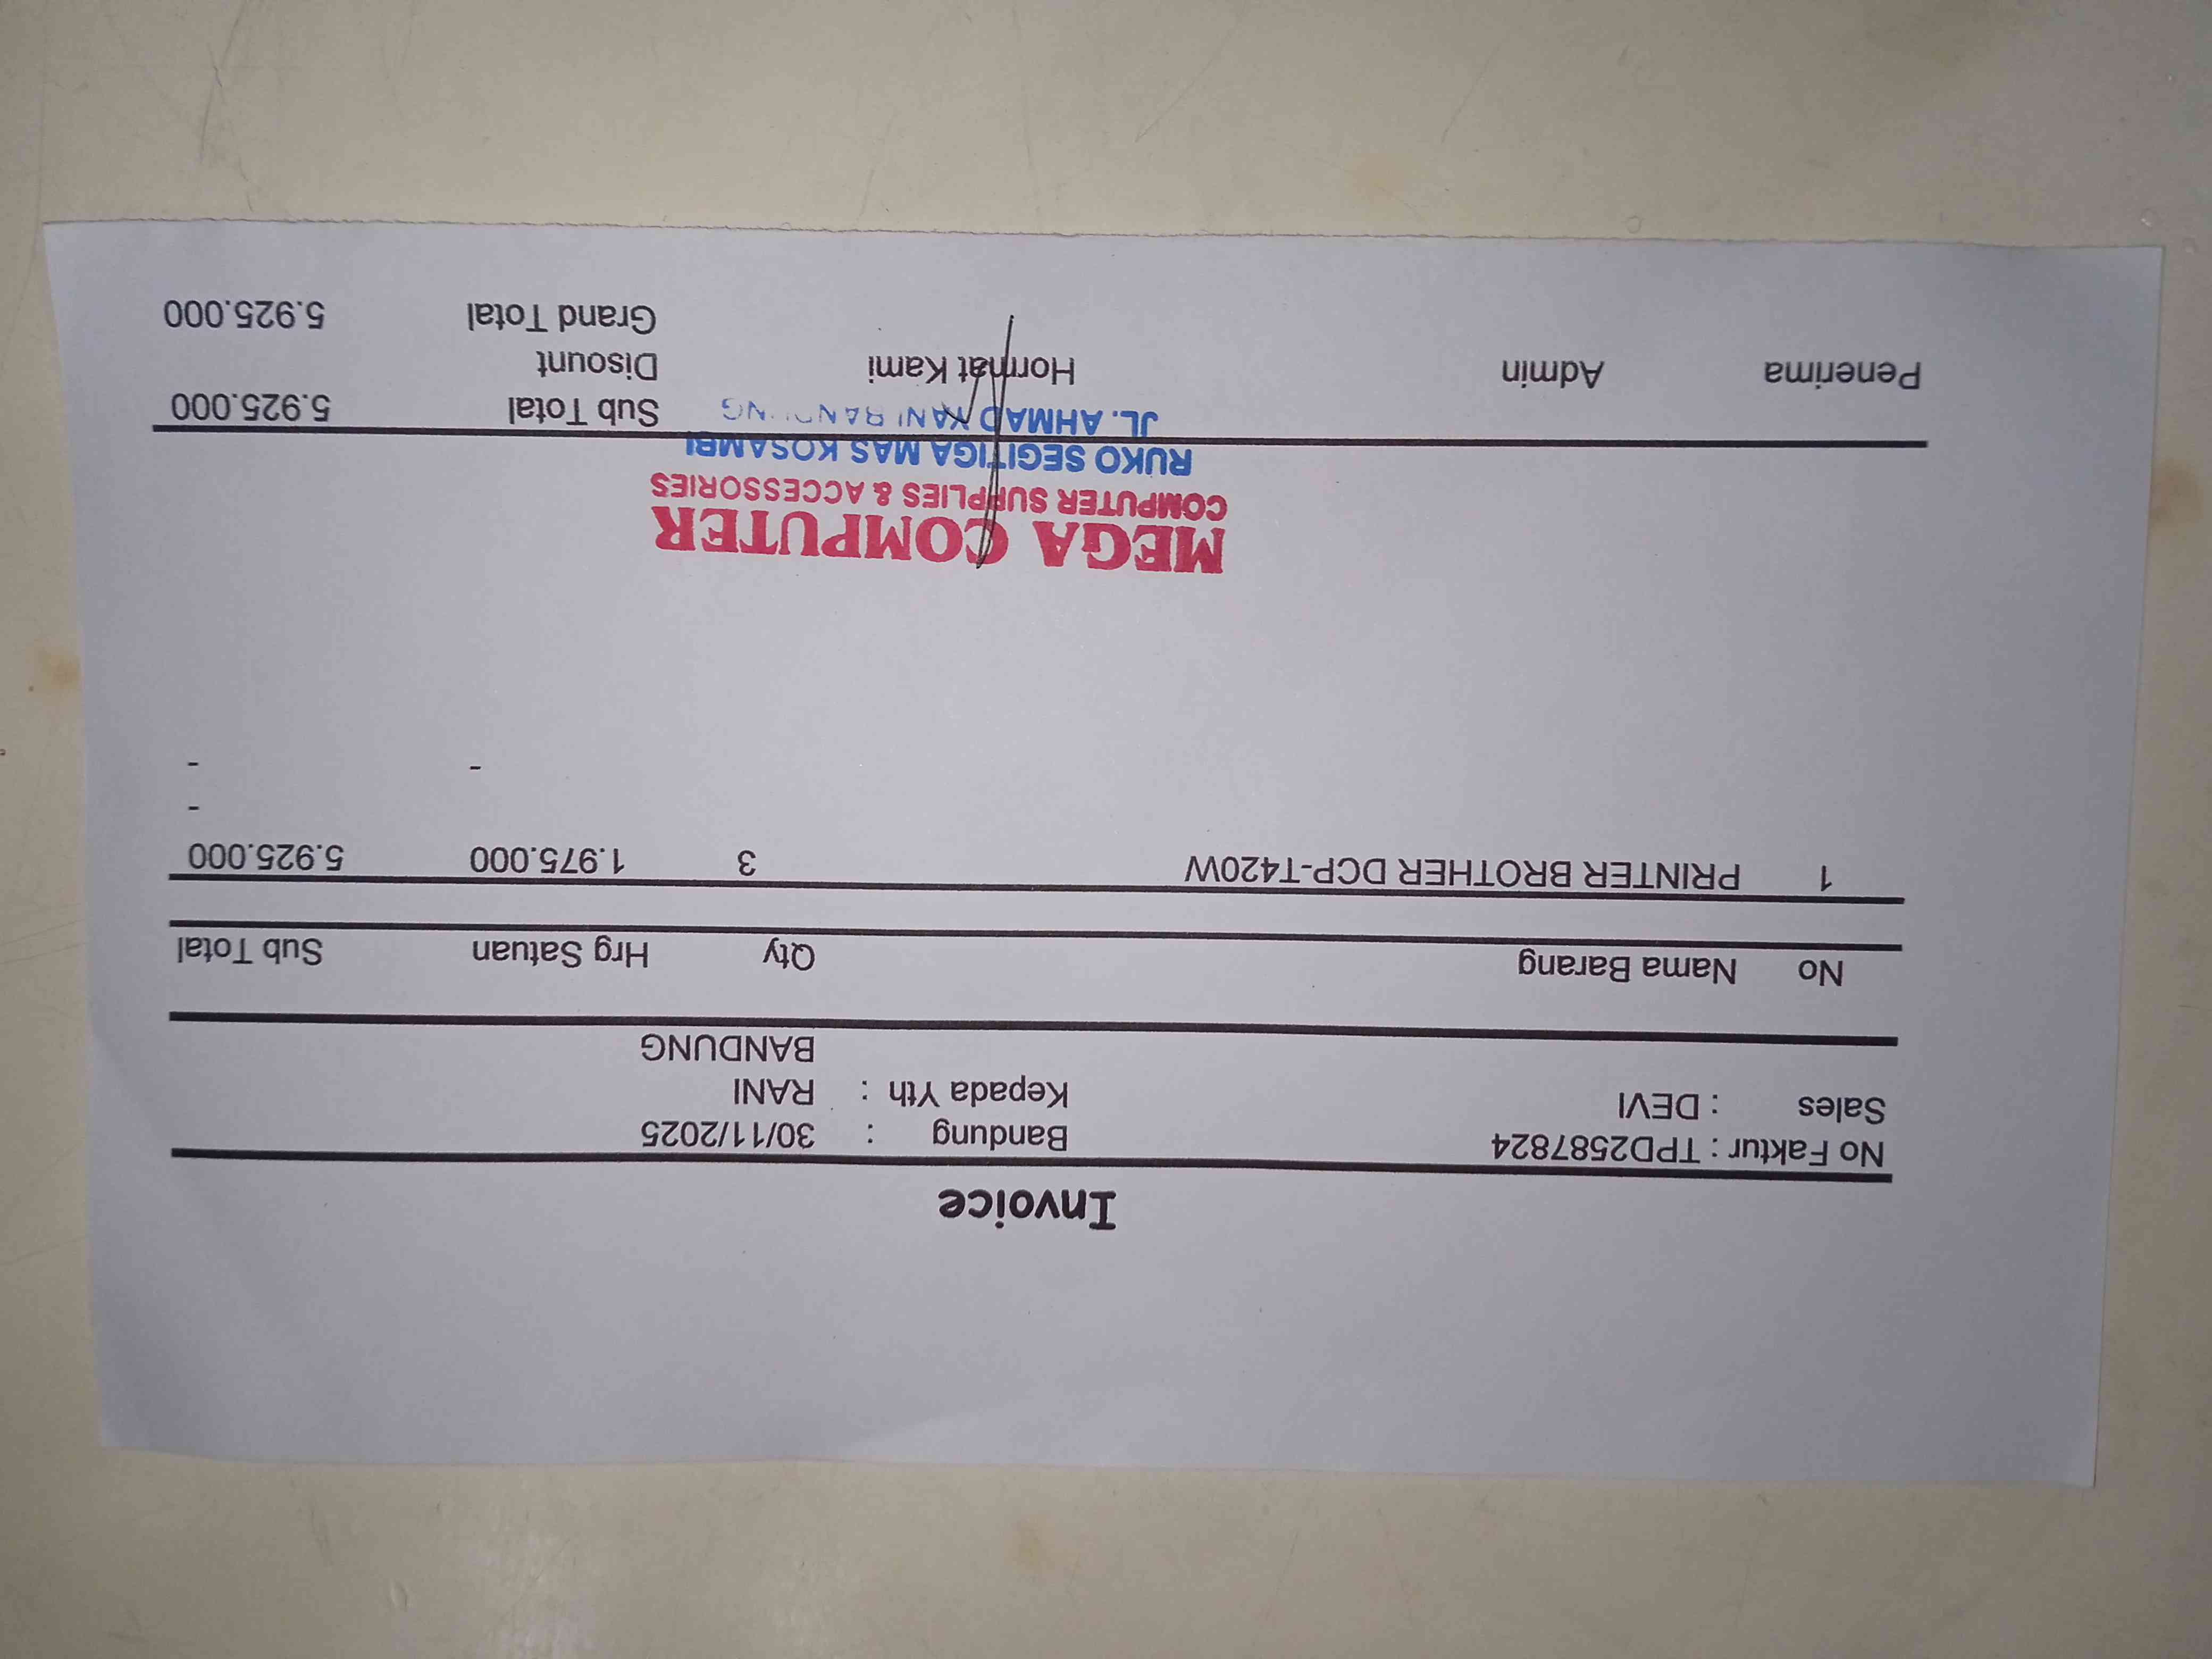 Invoice
No Faktur : TPD2587824 Bandung : 30/11/2025
Sales : DEVI Kepada Yth : RANI
BANDUNG
No Nama Barang Qty Hrg Satuan Sub Total
1 PRINTER BROTHER DCP-T420W 3 1.975.000 5.925.000
-
- -
MEGA COMPUTER
COMPUTER SUPPLIES & ACCESSORIES
RUKO SEGITIGA MAS KOSAMBI
JL. AHMAD YANI BANDUNG
Sub Total 5.925.000
Penerima Admin Hormat Kami Disount
Grand Total 5.925.000